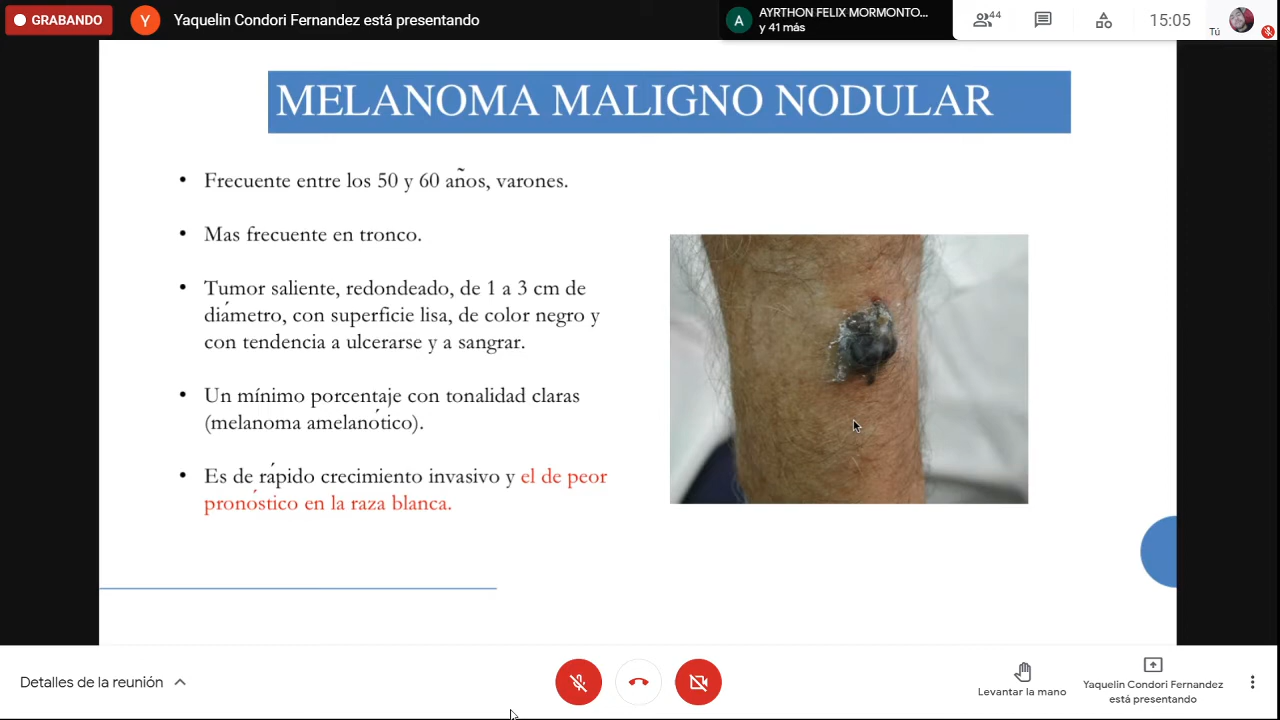 GRABANDO
Y
Yaquelin Condori Fernandez está presentando
A
AYRTHON FELIX MORMONTO...
y 41 más
44
15:05
Tú
MELANOMA MALIGNO NODULAR
• Frecuente entre los 50 y 60 años, varones.
• Mas frecuente en tronco.
• Tumor saliente, redondeado, de 1 a 3 cm de
diámetro, con superficie lisa, de color negro y
con tendencia a ulcerarse y a sangrar.
• Un mínimo porcentaje con tonalidad claras
(melanoma amelanótico).
• Es de rápido crecimiento invasivo y el de peor
pronóstico en la raza blanca.
Detalles de la reunión
Levantar la mano
Yaquelin Condori Fernandez
está presentando